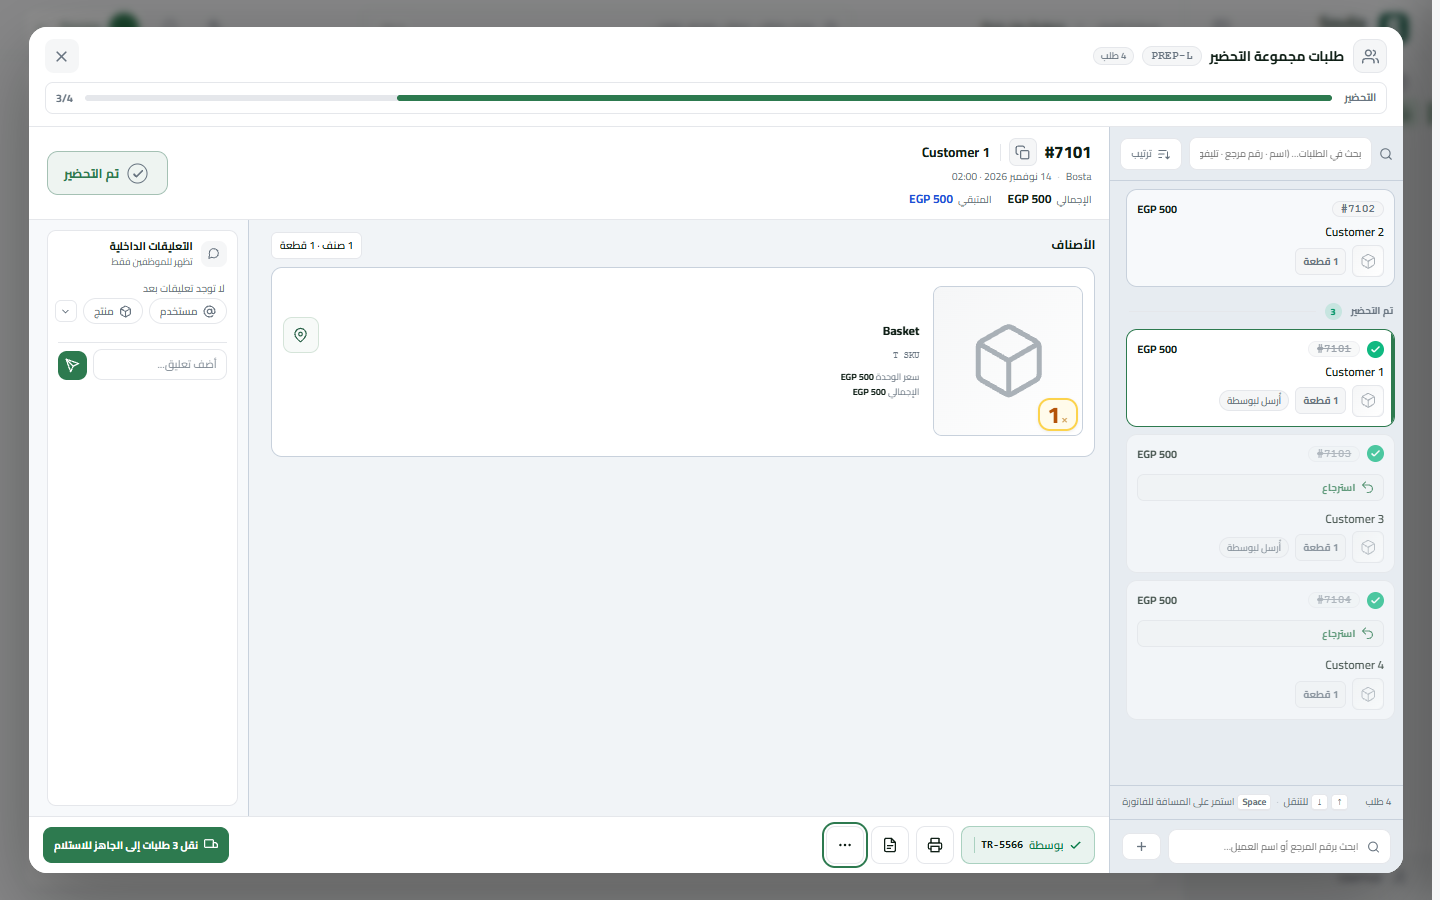 طلبات مجموعة التحضير PREP-L 4 طلب
التحضير 3/4
بحث في الطلبات... (اسم · رقم مرجع · تليفو
ترتيب
#7102 EGP 500
Customer 2
1 قطعة
تم التحضير 3
#7101 EGP 500
Customer 1
1 قطعة أرسل لبوسطة
#7103 EGP 500
استرجاع
Customer 3
1 قطعة أرسل لبوسطة
#7104 EGP 500
استرجاع
Customer 4
1 قطعة
4 طلب ↑ ↓ للتنقل · Space استمر على المسافة للفاتورة
ابحث برقم المرجع أو اسم العميل...
#7101 Customer 1
Bosta · 14 نوفمبر 2026 · 02:00
الإجمالي EGP 500 المتبقي EGP 500
تم التحضير
الأصناف
1 صنف · 1 قطعة
Basket
T SKU
سعر الوحدة EGP 500
الإجمالي EGP 500
1×
التعليقات الداخلية
تظهر للموظفين فقط
لا توجد تعليقات بعد
مستخدم منتج
أضف تعليق...
بوسطة TR-5566
نقل 3 طلبات إلى الجاهز للاستلام